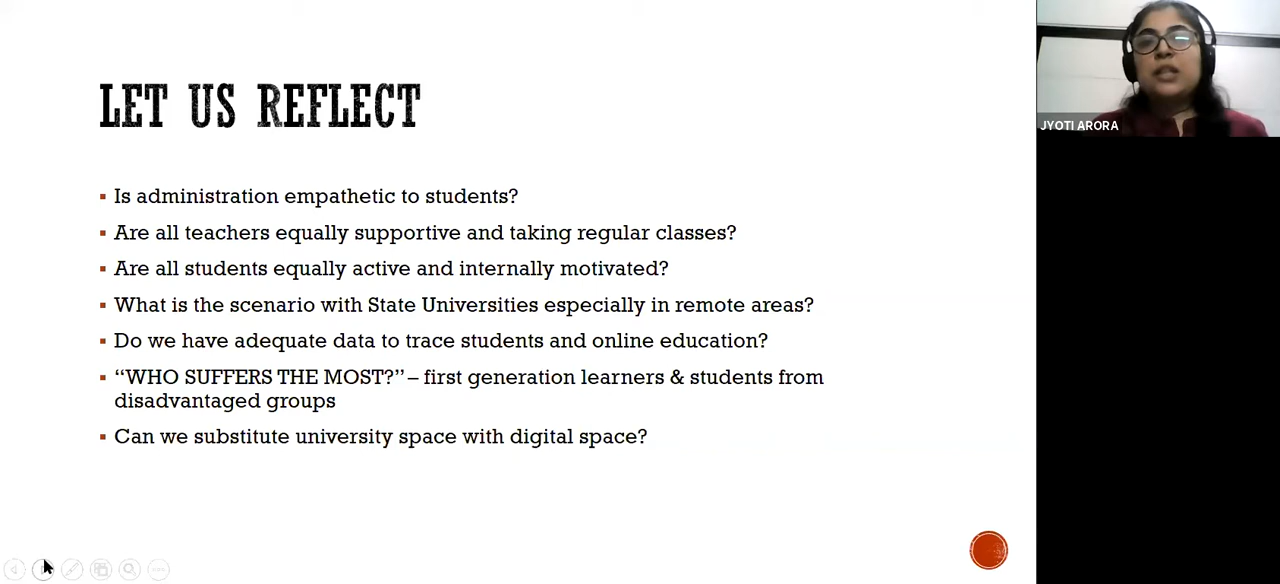 LET US REFLECT
▪ Is administration empathetic to students?
▪ Are all teachers equally supportive and taking regular classes?
▪ Are all students equally active and internally motivated?
▪ What is the scenario with State Universities especially in remote areas?
▪ Do we have adequate data to trace students and online education?
▪ “WHO SUFFERS THE MOST?” – first generation learners & students from
disadvantaged groups
▪ Can we substitute university space with digital space?
JYOTI ARORA